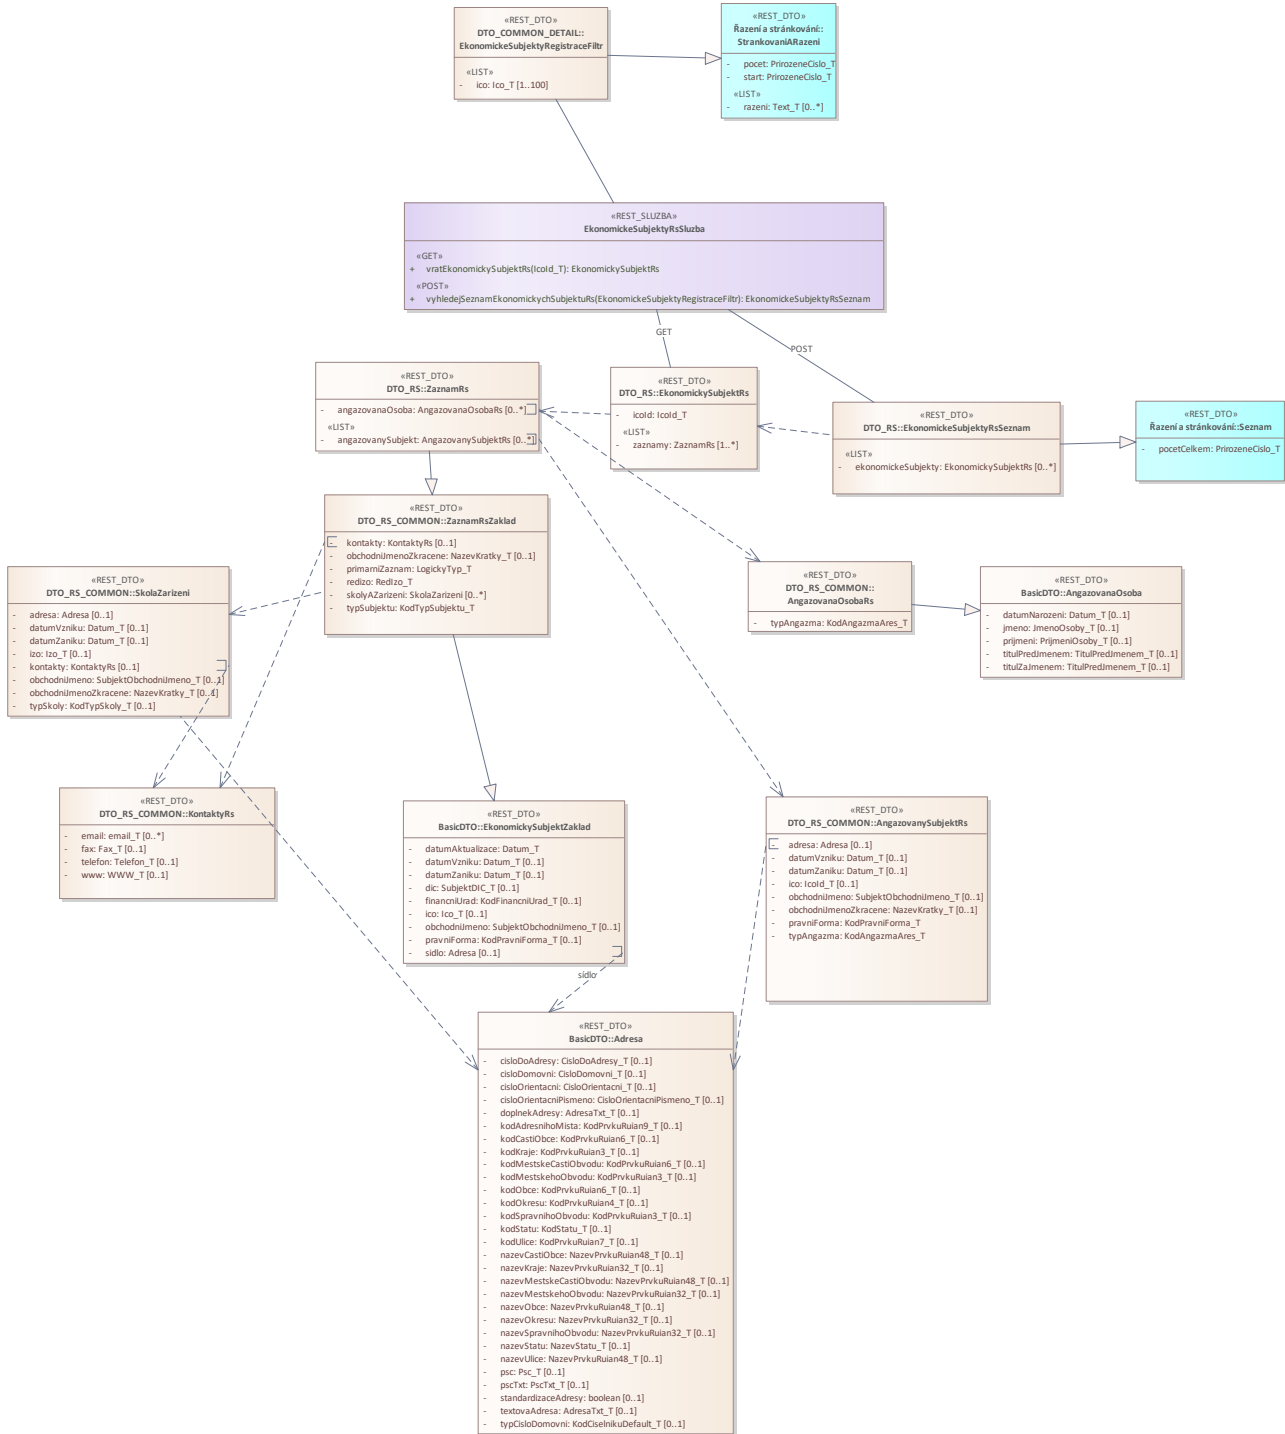 «REST_DTO»
DTO_COMMON_DETAIL::
EkonomickeSubjektyRegistraceFiltr
«LIST»
- ico: Ico_T [1..100]
«REST_DTO»
Řazení a stránkování::
StrankovaniARazeni
- pocet: PrirozeneCislo_T
- start: PrirozeneCislo_T
«LIST»
- razeni: Text_T [0..*]
«REST_SLUZBA»
EkonomickeSubjektyRsSluzba
«GET»
+ vratEkonomickySubjektRs(IcoId_T): EkonomickySubjektRs
«POST»
+ vyhledejSeznamEkonomickychSubjektuRs(EkonomickeSubjektyRegistraceFiltr): EkonomickeSubjektyRsSeznam
GET
POST
«REST_DTO»
DTO_RS::ZaznamRs
- angazovanaOsoba: AngazovanaOsobaRs [0..*]
«LIST»
- angazovanySubjekt: AngazovanySubjektRs [0..*]
«REST_DTO»
DTO_RS::EkonomickySubjektRs
- icoId: IcoId_T
«LIST»
- zaznamy: ZaznamRs [1..*]
«REST_DTO»
DTO_RS::EkonomickeSubjektyRsSeznam
«LIST»
- ekonomickeSubjekty: EkonomickySubjektRs [0..*]
«REST_DTO»
Řazení a stránkování::Seznam
- pocetCelkem: PrirozeneCislo_T
«REST_DTO»
DTO_RS_COMMON::ZaznamRsZaklad
- kontakty: KontaktyRs [0..1]
- obchodniJmenoZkracene: NazevKratky_T [0..1]
- primarniZaznam: LogickyTyp_T
- redizo: RedIzo_T
- skolyAZarizeni: SkolaZarizeni [0..*]
- typSubjektu: KodTypSubjektu_T
«REST_DTO»
DTO_RS_COMMON::SkolaZarizeni
- adresa: Adresa [0..1]
- datumVzniku: Datum_T [0..1]
- datumZaniku: Datum_T [0..1]
- izo: Izo_T [0..1]
- kontakty: KontaktyRs [0..1]
- obchodniJmeno: SubjektObchodniJmeno_T [0..1]
- obchodniJmenoZkracene: NazevKratky_T [0..1]
- typSkoly: KodTypSkoly_T [0..1]
«REST_DTO»
DTO_RS_COMMON::
AngazovanaOsobaRs
- typAngazma: KodAngazmaAres_T
«REST_DTO»
BasicDTO::AngazovanaOsoba
- datumNarozeni: Datum_T [0..1]
- jmeno: JmenoOsoby_T [0..1]
- prijmeni: PrijmeniOsoby_T [0..1]
- titulPredJmenem: TitulPredJmenem_T [0..1]
- titulZaJmenem: TitulPredJmenem_T [0..1]
«REST_DTO»
DTO_RS_COMMON::KontaktyRs
- email: email_T [0..*]
- fax: Fax_T [0..1]
- telefon: Telefon_T [0..1]
- www: WWW_T [0..1]
«REST_DTO»
BasicDTO::EkonomickySubjektZaklad
- datumAktualizace: Datum_T
- datumVzniku: Datum_T [0..1]
- datumZaniku: Datum_T [0..1]
- dic: SubjektDIC_T [0..1]
- financniUrad: KodFinancniUrad_T [0..1]
- ico: Ico_T [0..1]
- obchodniJmeno: SubjektObchodniJmeno_T [0..1]
- pravniForma: KodPravniForma_T [0..1]
- sidlo: Adresa [0..1]
«REST_DTO»
DTO_RS_COMMON::AngazovanySubjektRs
- adresa: Adresa [0..1]
- datumVzniku: Datum_T [0..1]
- datumZaniku: Datum_T [0..1]
- ico: IcoId_T [0..1]
- obchodniJmeno: SubjektObchodniJmeno_T [0..1]
- obchodniJmenoZkracene: NazevKratky_T [0..1]
- pravniForma: KodPravniForma_T
- typAngazma: KodAngazmaAres_T
sídlo
«REST_DTO»
BasicDTO::Adresa
- cisloDoAdresy: CisloDoAdresy_T [0..1]
- cisloDomovni: CisloDomovni_T [0..1]
- cisloOrientacni: CisloOrientacni_T [0..1]
- cisloOrientacniPismeno: CisloOrientacniPismeno_T [0..1]
- doplnekAdresy: AdresaTxt_T [0..1]
- kodAdresnihoMista: KodPrvkuRuian9_T [0..1]
- kodCastiObce: KodPrvkuRuian6_T [0..1]
- kodKraje: KodPrvkuRuian3_T [0..1]
- kodMestskeCastiObvodu: KodPrvkuRuian6_T [0..1]
- kodMestskehoObvodu: KodPrvkuRuian3_T [0..1]
- kodObce: KodPrvkuRuian6_T [0..1]
- kodOkresu: KodPrvkuRuian4_T [0..1]
- kodSpravnihoObvodu: KodPrvkuRuian3_T [0..1]
- kodStatu: KodStatu_T [0..1]
- kodUlice: KodPrvkuRuian7_T [0..1]
- nazevCastiObce: NazevPrvkuRuian48_T [0..1]
- nazevKraje: NazevPrvkuRuian32_T [0..1]
- nazevMestskeCastiObvodu: NazevPrvkuRuian48_T [0..1]
- nazevMestskehoObvodu: NazevPrvkuRuian32_T [0..1]
- nazevObce: NazevPrvkuRuian48_T [0..1]
- nazevOkresu: NazevPrvkuRuian32_T [0..1]
- nazevSpravnihoObvodu: NazevPrvkuRuian32_T [0..1]
- nazevStatu: NazevStatu_T [0..1]
- nazevUlice: NazevPrvkuRuian48_T [0..1]
- psc: Psc_T [0..1]
- pscTxt: PscTxt_T [0..1]
- standardizaceAdresy: boolean [0..1]
- textovaAdresa: AdresaTxt_T [0..1]
- typCisloDomovni: KodCiselnikuDefault_T [0..1]